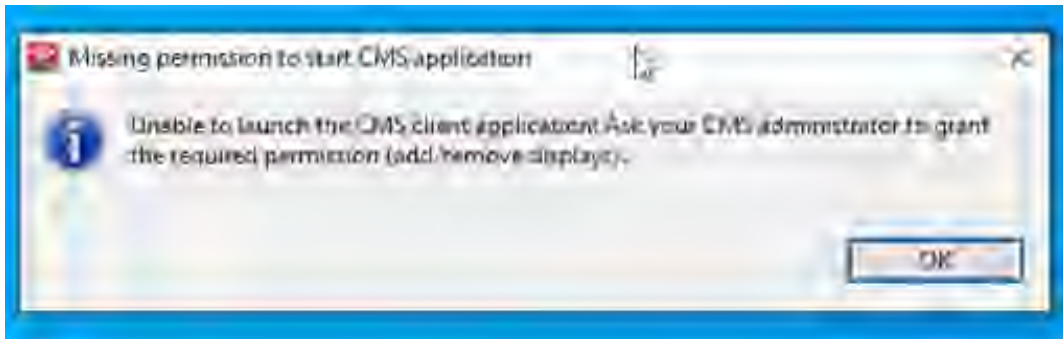 Missing permission to start CMS application
Unable to launch the CMS client application! Ask your CMS administrator to grant
the required permission (add/remove displays).
OK